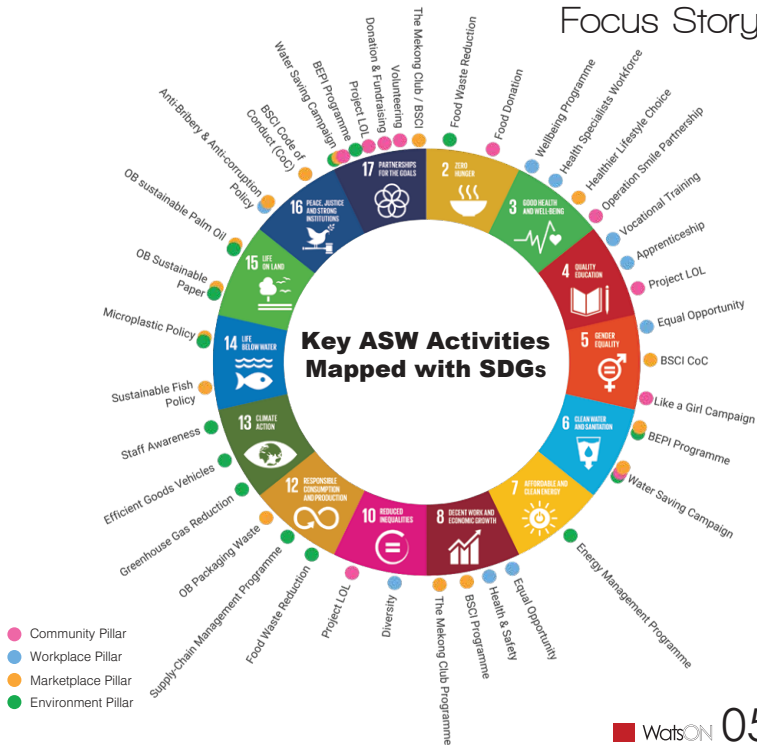 Focus Story
Key ASW Activities
Mapped with SDGs
17 PARTNERSHIPS
FOR THE GOALS
2 ZERO
HUNGER
3 GOOD HEALTH
AND WELL-BEING
4 QUALITY
EDUCATION
5 GENDER
EQUALITY
6 CLEAN WATER
AND SANITATION
7 AFFORDABLE AND
CLEAN ENERGY
8 DECENT WORK AND
ECONOMIC GROWTH
10 REDUCED
INEQUALITIES
12 RESPONSIBLE
CONSUMPTION
AND PRODUCTION
13 CLIMATE
ACTION
14 LIFE
BELOW WATER
15 LIFE
ON LAND
16 PEACE, JUSTICE
AND STRONG
INSTITUTIONS
Food Waste Reduction
Food Donation
Wellbeing Programme
Health Specialists Workforce
Healthier Lifestyle Choice
Operation Smile Partnership
Vocational Training
Apprenticeship
Project LOL
Equal Opportunity
BSCI CoC
Like a Girl Campaign
BEPI Programme
Water Saving Campaign
Energy Management Programme
Equal Opportunity
Health & Safety
BSCI Programme
The Mekong Club Programme
Diversity
Project LOL
Food Waste Reduction
Supply-Chain Management Programme
OB Packaging Waste
Greenhouse Gas Reduction
Efficient Goods Vehicles
Staff Awareness
Sustainable Fish
Policy
Microplastic Policy
OB Sustainable
Paper
OB sustainable Palm Oil
Anti-Bribery & Anti-corruption
Policy
BSCI Code of
Conduct (CoC)
Water Saving Campaign
BEPI Programme
Project LOL
Donation & Fundraising
Volunteering
The Mekong Club / BSCI
Community Pillar
Workplace Pillar
Marketplace Pillar
Environment Pillar
WatsON 05